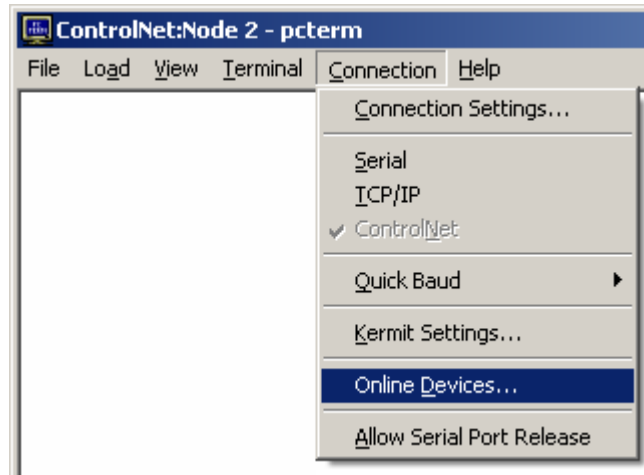 ControlNet:Node 2 - pcterm
File Load View Terminal Connection Help
Connection Settings...
Serial
TCP/IP
ControlNet
Quick Baud
Kermit Settings...
Online Devices...
Allow Serial Port Release